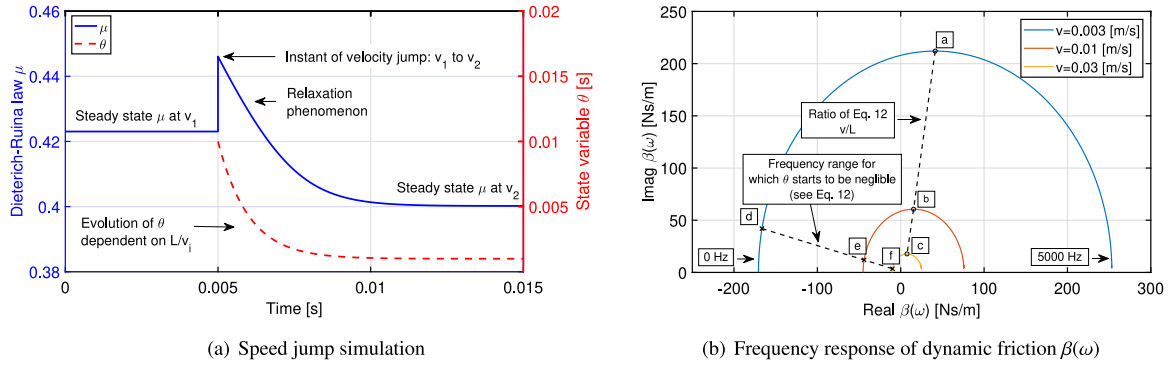 0.48
0.46
0.44
0.42
0.4
0.38
Dieterich-Ruina law μ
μ
θ
Instant of velocity jump: v1 to v2
Relaxation
phenomenon
Steady state μ at v1
Steady state μ at v2
Evolution of θ
dependent on L/vi
0.02
0.015
0.01
0.005
0
State variable θ [s]
0 0.005 0.01 0.015
Time [s]
(a) Speed jump simulation
250
200
150
100
50
0
Imag β(ω) [Ns/m]
a
v=0.003 [m/s]
v=0.01 [m/s]
v=0.03 [m/s]
Ratio of Eq. 12
v/L
Frequency range for
which θ starts to be neglible
(see Eq. 12)
b
d
e
f
c
0 Hz
5000 Hz
-200 -100 0 100 200 300
Real β(ω) [Ns/m]
(b) Frequency response of dynamic friction β(ω)